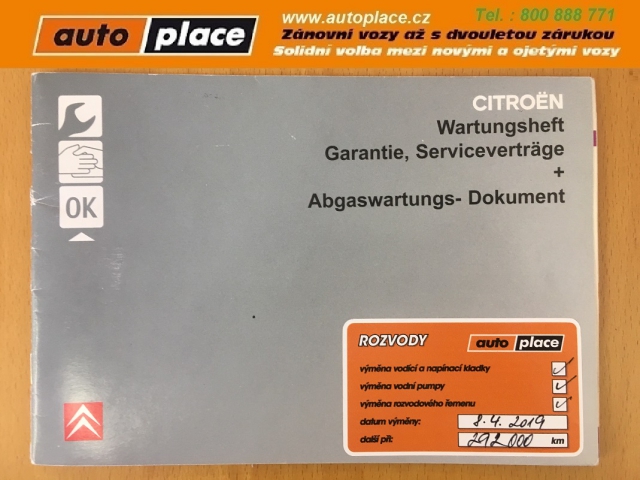 auto place
www.autoplace.cz
Tel. : 800 888 771
Zánovní vozy až s dvouletou zárukou
Solidní volba mezi novými a ojetými vozy
CITROËN
Wartungsheft
Garantie, Serviceverträge
+
Abgaswartungs- Dokument
OK
ROZVODY
auto place
výměna vodící a napínací kladky
výměna vodní pumpy
výměna rozvodového řemenu
datum výměny: 8.4.2019
další při: 292 000 km